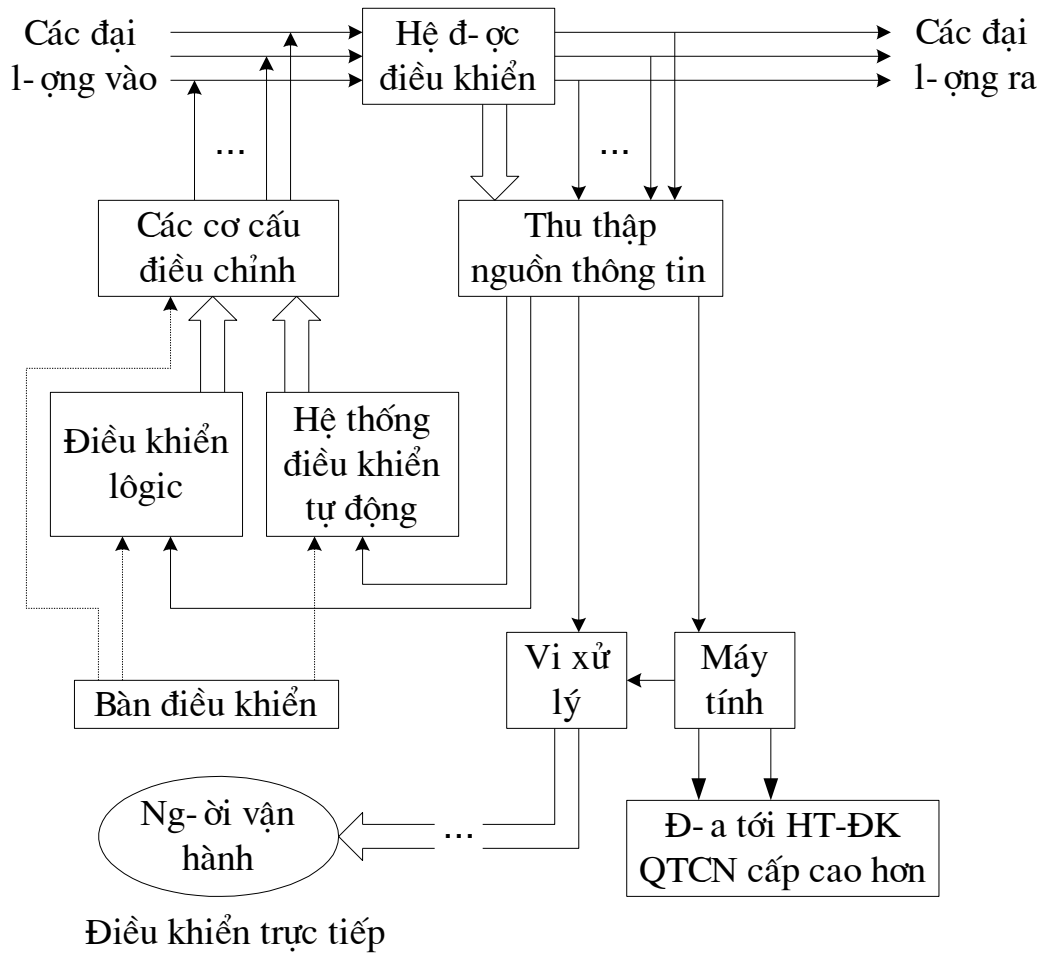 Các đại
l-ợng vào
Hệ đ-ợc
điều khiển
Các đại
l-ợng ra
...
...
Các cơ cấu
điều chỉnh
Thu thập
nguồn thông tin
Điều khiển
lôgic
Hệ thống
điều khiển
tự động
Vi xử
lý
Máy
tính
Bàn điều khiển
Ng-ời vận
hành
...
Đ-a tới HT-ĐK
QTCN cấp cao hơn
Điều khiển trực tiếp